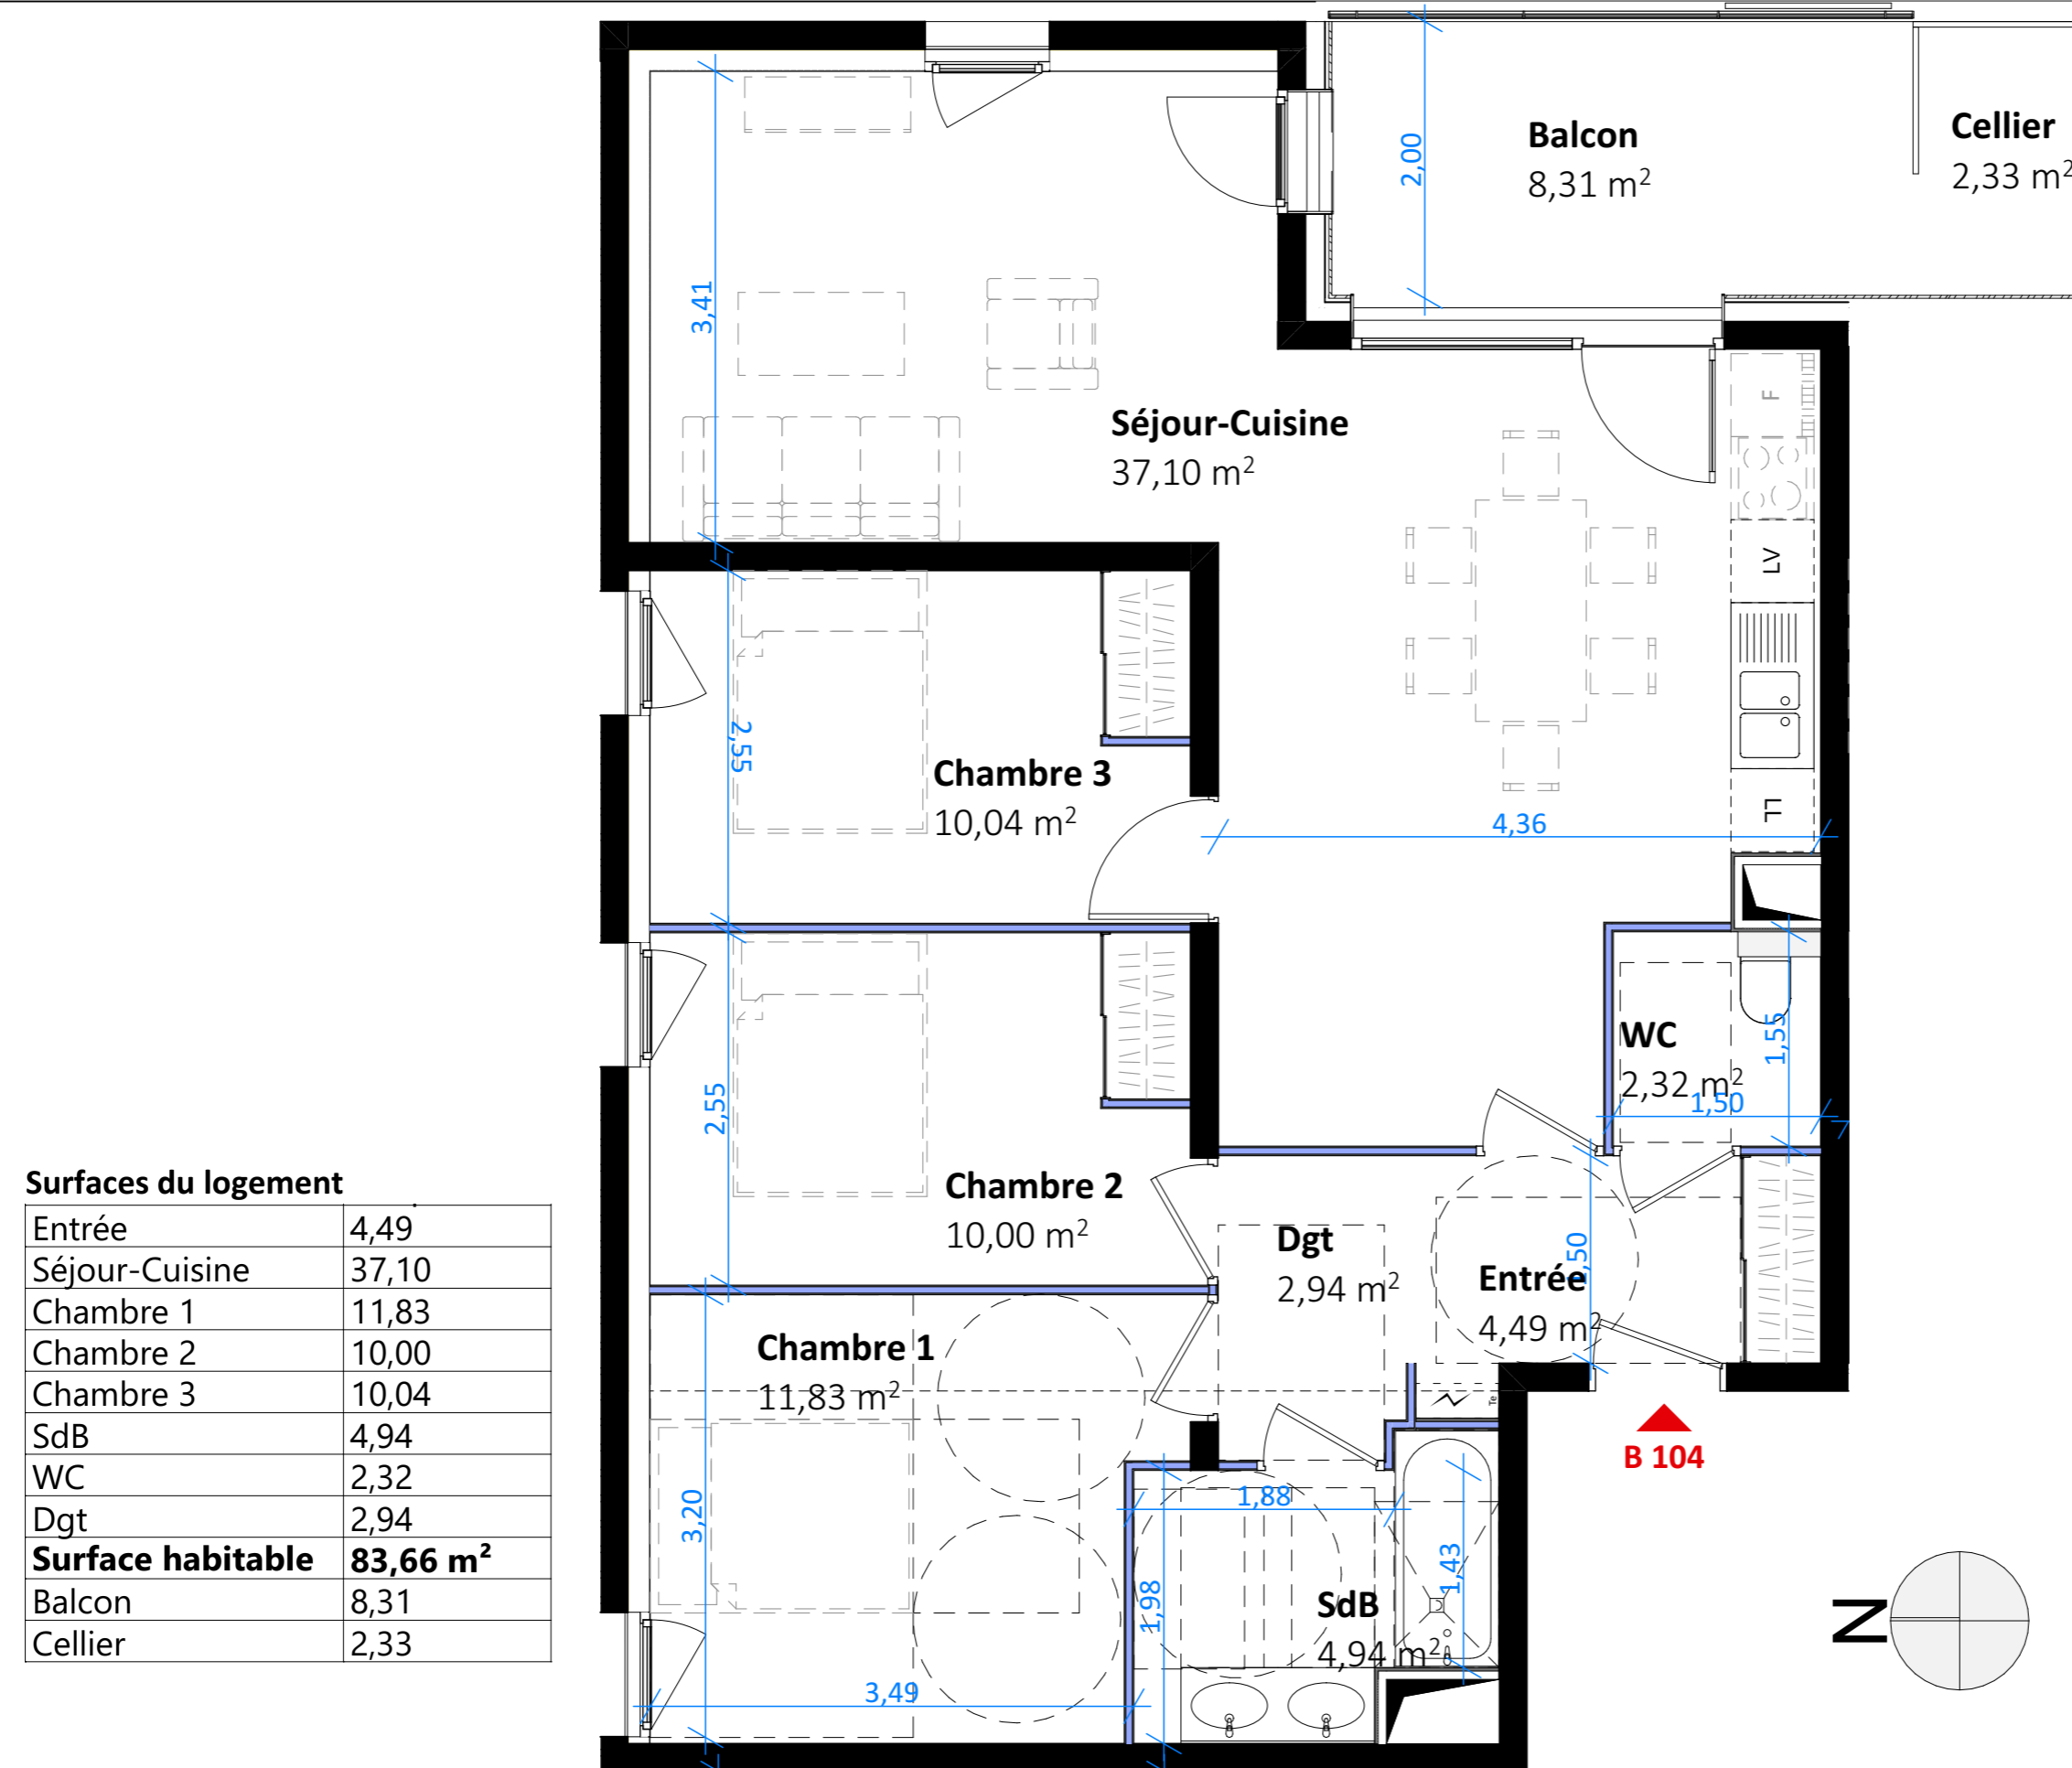 Balcon
8,31 m²
Cellier
2,33 m²
2,00
3,41
Séjour-Cuisine
37,10 m²
F
LV
LL
2,55
Chambre 3
10,04 m²
4,36
WC
2,32 m²
1,55
1,50
2,55
Chambre 2
10,00 m²
Dgt
2,94 m²
Entrée
4,49 m²
1,50
Chambre 1
11,83 m²
Te
B 104
3,20
1,88
1,98
1,43
SdB
4,94 m²
3,49
N
Surfaces du logement
Entrée 4,49
Séjour-Cuisine 37,10
Chambre 1 11,83
Chambre 2 10,00
Chambre 3 10,04
SdB 4,94
WC 2,32
Dgt 2,94
Surface habitable 83,66 m²
Balcon 8,31
Cellier 2,33